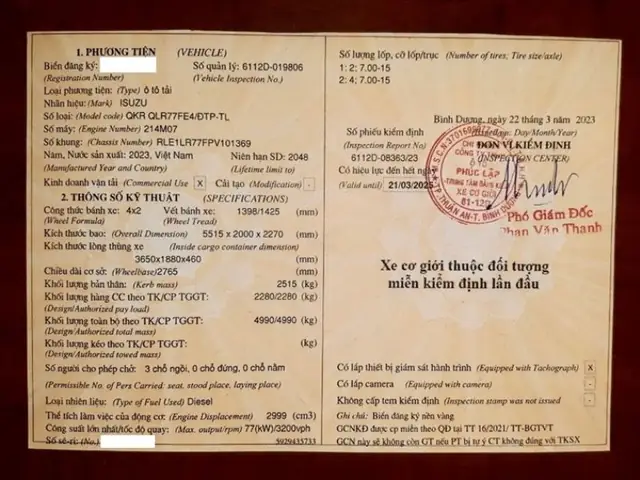 1. PHƯƠNG TIỆN (VEHICLE)
Biển đăng ký: Số quản lý: 6112D-019806
(Registration Number) (Vehicle Inspection No.)
Loại phương tiện: (Type) Ô tô tải
Nhãn hiệu: (Mark) ISUZU
Số loại: (Model code) QKR QLR77FE4/ĐTP-TL
Số máy: (Engine Number) 214M07
Số khung: (Chassis Number) RLE1LR77FPV101369
Năm, Nước sản xuất: 2023, Việt Nam Niên hạn SD: 2048
(Manufactured Year and Country) (Lifetime limit to)
Kinh doanh vận tải (Commercial Use) X Cải tạo (Modification) -
2. THÔNG SỐ KỸ THUẬT (SPECIFICATIONS)
Công thức bánh xe: 4x2 Vết bánh xe: 1398/1425 (mm)
(Wheel Formula) (Wheel Tread)
Kích thước bao: (Overall Dimension) 5515 x 2000 x 2270 (mm)
Kích thước lòng thùng xe (Inside cargo container dimension)
3650x1880x460 (mm)
Chiều dài cơ sở: (Wheelbase) 2765 (mm)
Khối lượng bản thân: (Kerb mass) 2515 (kg)
Khối lượng hàng CC theo TK/CP TGGT: 2280/2280 (kg)
(Design/Authorized pay load)
Khối lượng toàn bộ theo TK/CP TGGT: 4990/4990 (kg)
(Design/Authorized total mass)
Khối lượng kéo theo TK/CP TGGT: (kg)
(Design/Authorized towed mass)
Số người cho phép chở: 3 chỗ ngồi, 0 chỗ đứng, 0 chỗ nằm
(Permissible No. of Pers Carried: seat, stood place, laying place)
Loại nhiên liệu: (Type of Fuel Used) Diesel
Thể tích làm việc của động cơ: (Engine Displacement) 2999 (cm3)
Công suất lớn nhất/tốc độ quay: (Max. output/rpm) 77(kW)/3200vph
Số sê-ri: (No.) 5929435733
Số lượng lốp, cỡ lốp/trục (Number of tires; Tire size/axle)
1: 2; 7.00-15
2: 4; 7.00-15
Bình Dương, ngày 22 tháng 3 năm 2023
Số phiếu kiểm định Day/Month/Year)
(Inspection Report No) ĐƠN VỊ KIỂM ĐỊNH
6112D-08363/23 (INSPECTION CENTER)
Có hiệu lực đến hết ngày
(Valid until) 21/03/2025
PHÚC LẬP
TRUNG TÂM ĐĂNG KIỂM
XE CƠ GIỚI
61-12D
Phó Giám Đốc
Phan Văn Thanh
Xe cơ giới thuộc đối tượng
miễn kiểm định lần đầu
Có lắp thiết bị giám sát hành trình (Equipped with Tachograph) X
Có lắp camera (Equipped with camera) -
Không cấp tem kiểm định (Inspection stamp was not issued) -
Ghi chú: Biển đăng ký nền vàng
GCNKĐ được cp miễn theo QĐ tại TT 16/2021/ TT-BGTVT
GCN này sẽ không còn GT nếu PT bị tự ý CT không đúng với TKSX